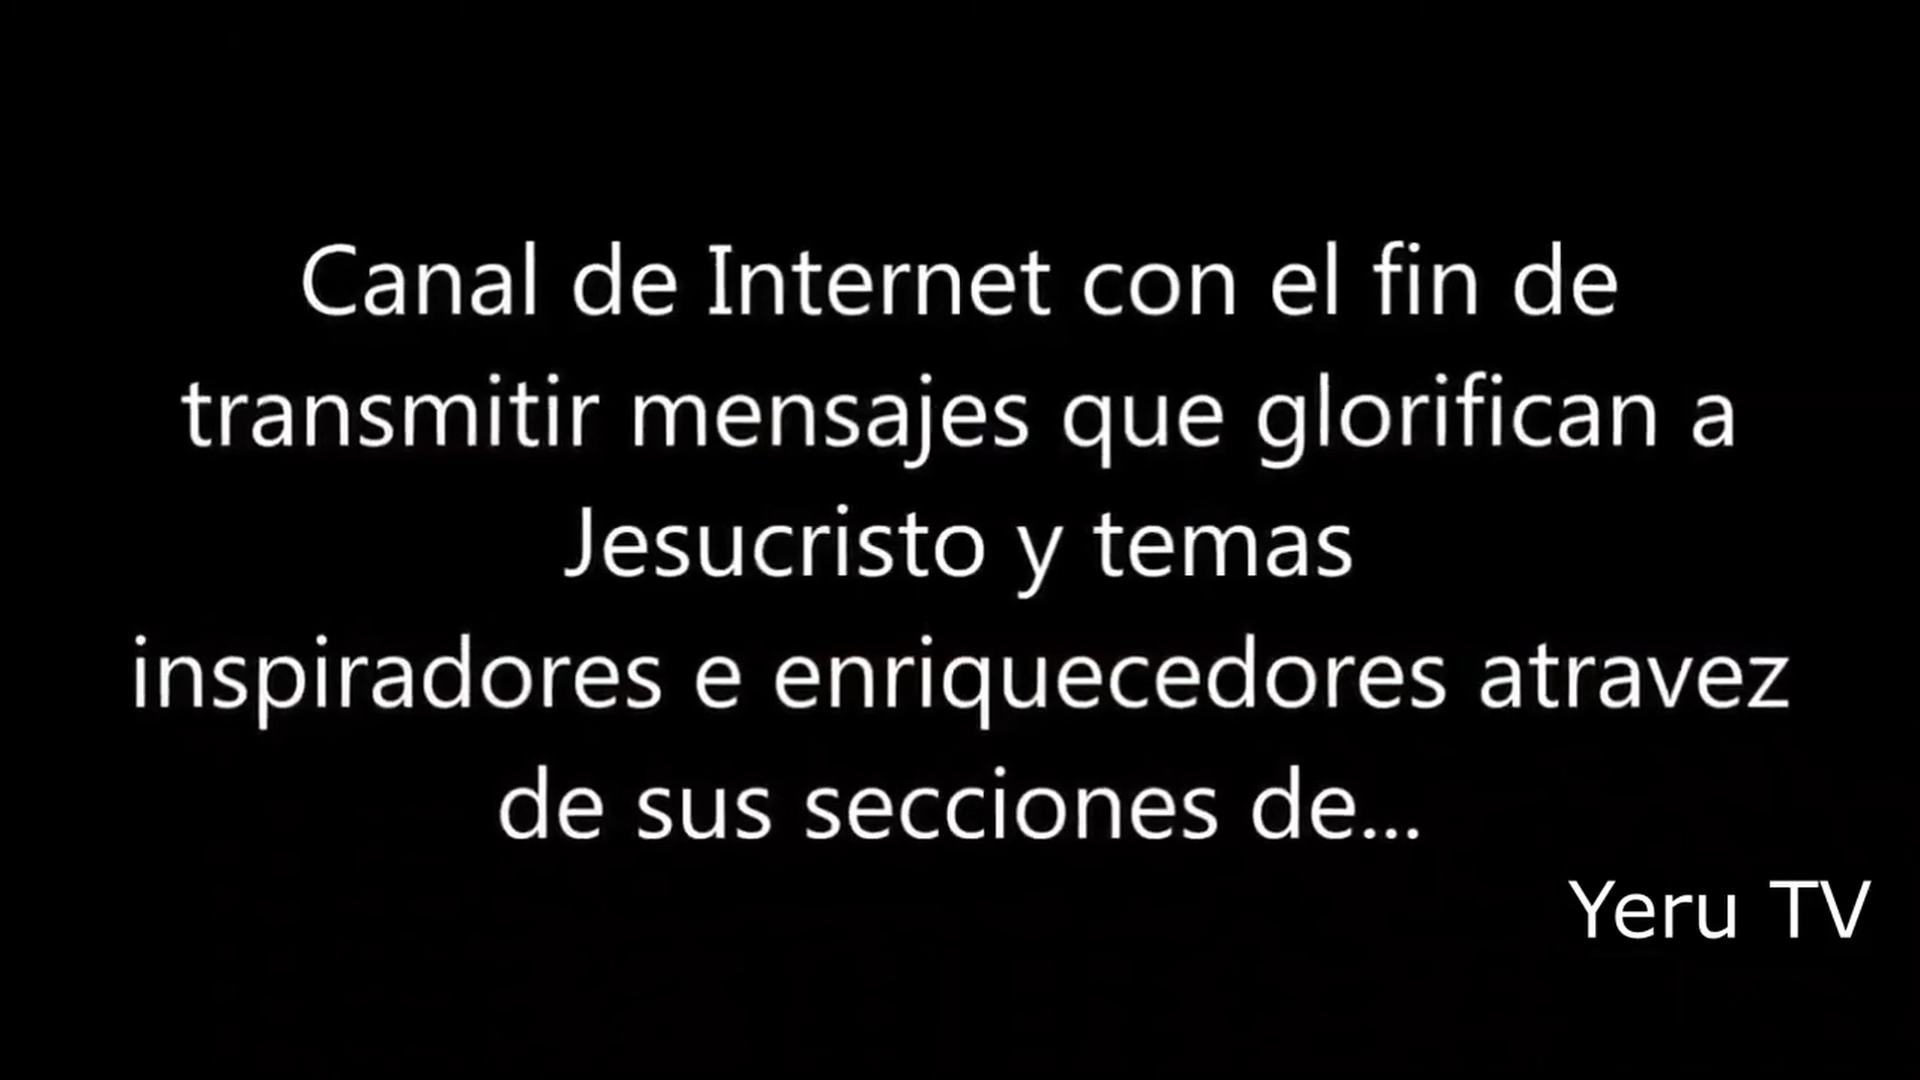 Canal de Internet con el fin de
transmitir mensajes que glorifican a
Jesucristo y temas
inspiradores e enriquecedores atravez
de sus secciones de...
Yeru TV